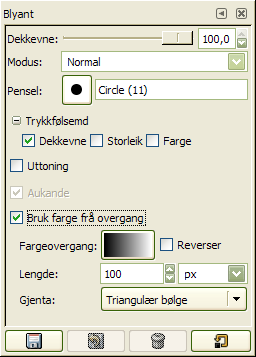 Blyant
Dekkevne: 100,0
Modus: Normal
Pensel: Circle (11)
Trykkfølsemd
Dekkevne Storleik Farge
Uttoning
Aukande
Bruk farge frå overgang
Fargeovergang: Reverser
Lengde: 100 px
Gjenta: Triangulær bølge